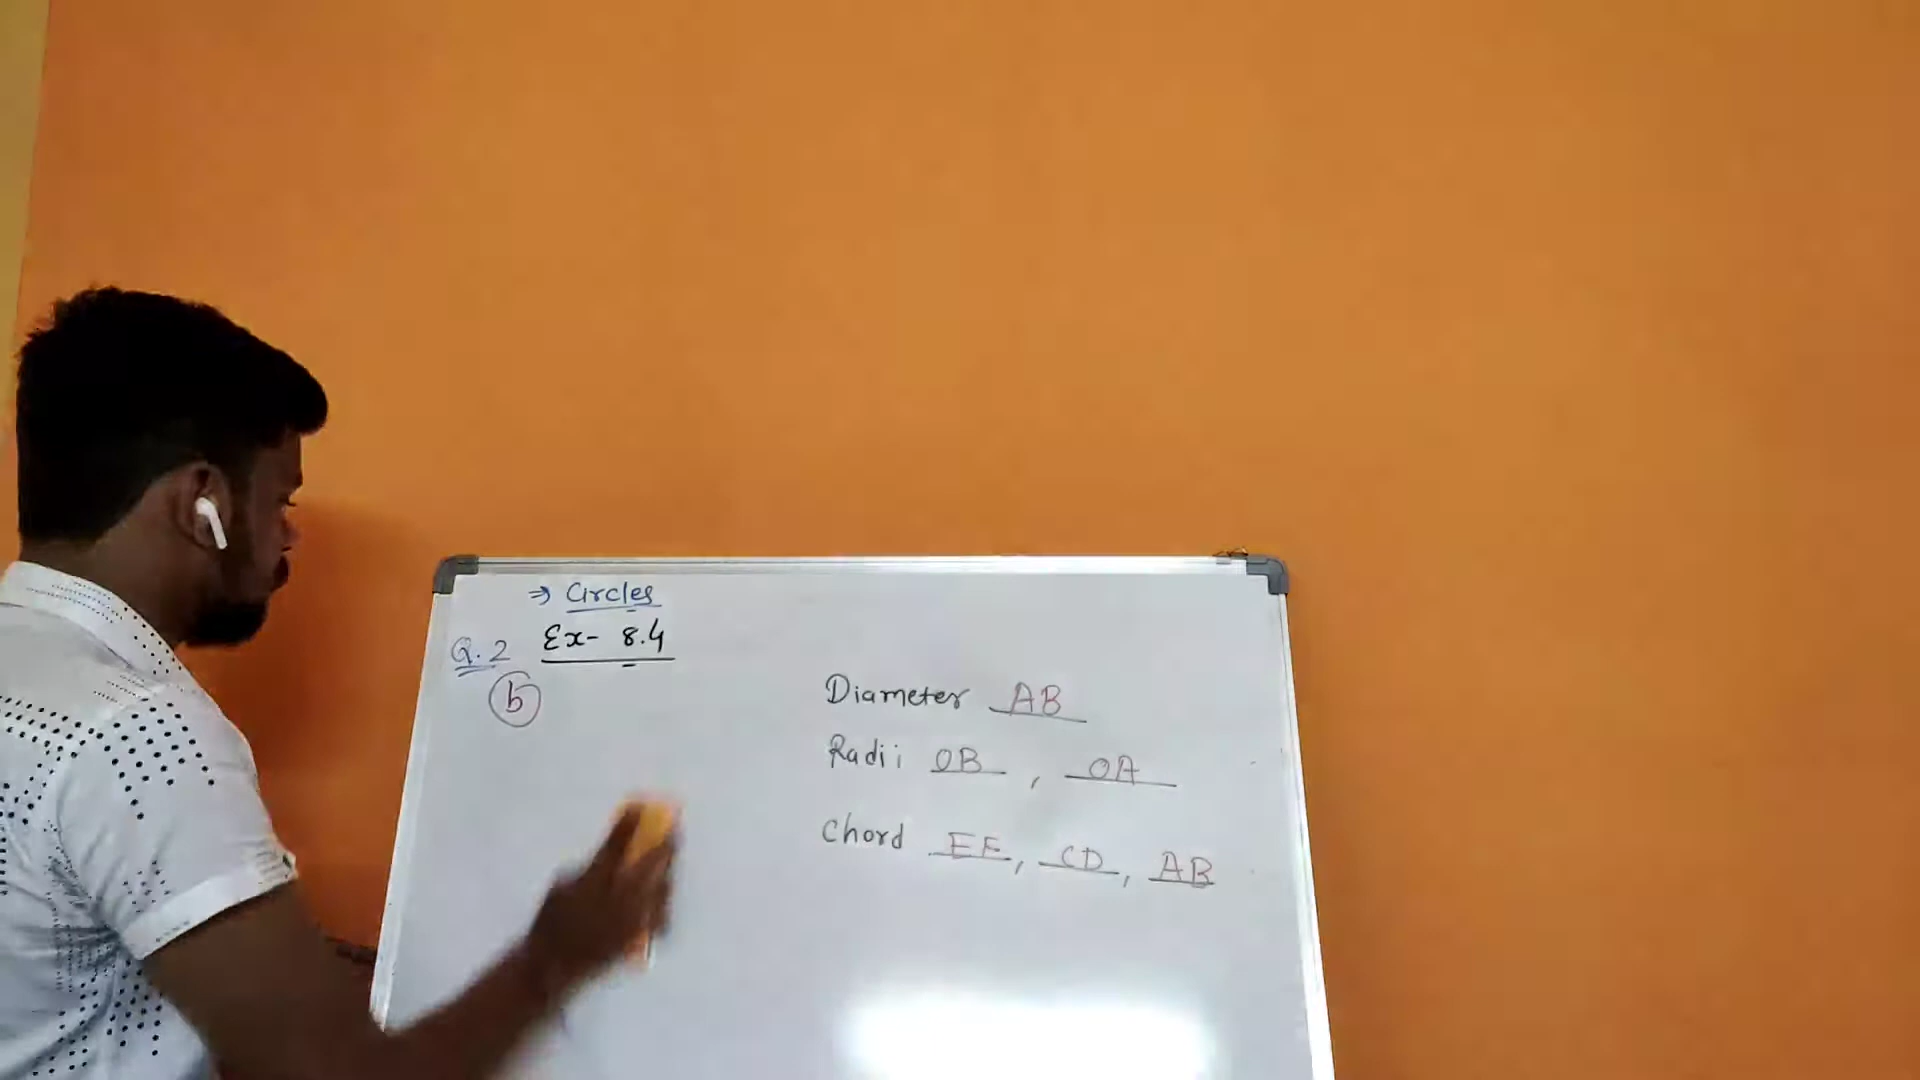 ⇒ Circles
Ex- 8.4
Q.2
b
Diameter AB
Radii OB, OA
Chord EF, CD, AB